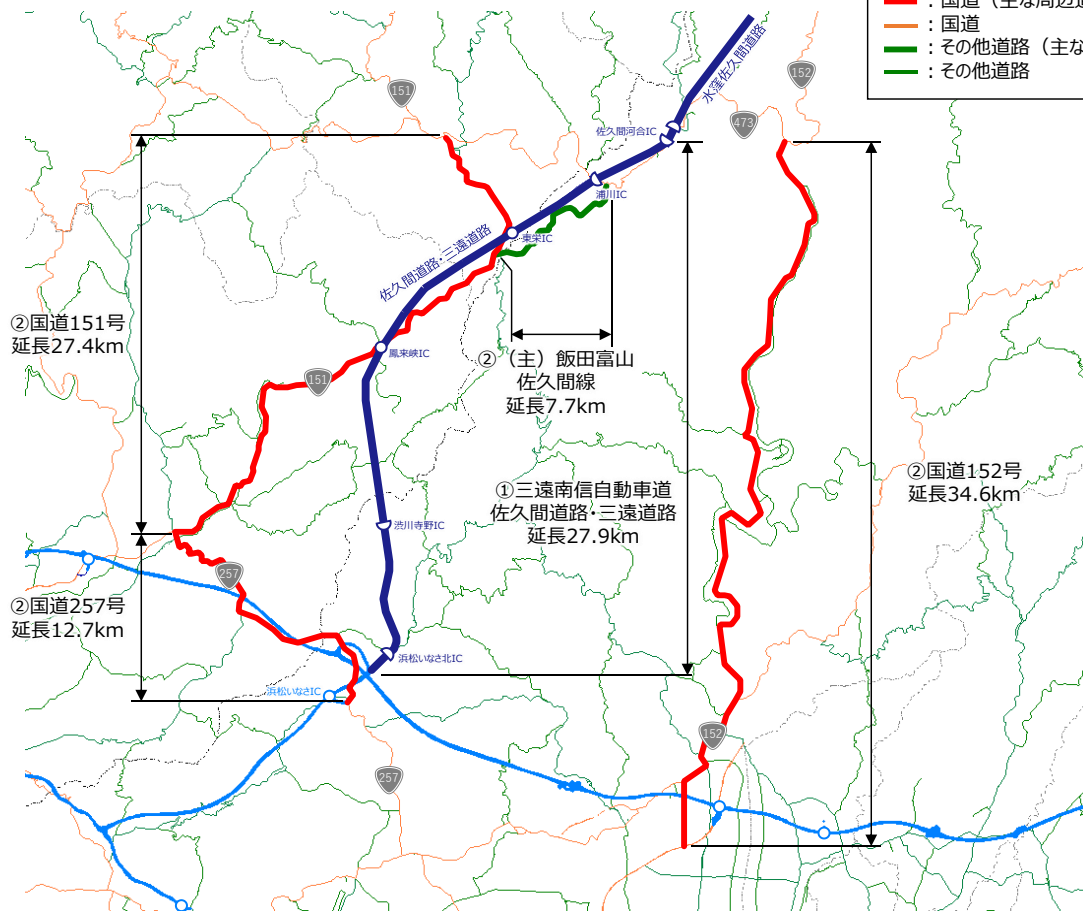 ：国道（主な周辺道
：国道
：その他道路（主な
：その他道路
水窪佐久間道路
152
151
473
佐久間河合IC
浦川IC
東栄IC
佐久間道路・三遠道路
②国道151号
延長27.4km
鳳来峡IC
②（主）飯田富山
佐久間線
延長7.7km
151
②国道152号
延長34.6km
①三遠南信自動車道
佐久間道路・三遠道路
延長27.9km
渋川寺野IC
257
②国道257号
延長12.7km
浜松いなさ北IC
浜松いなさIC
152
257